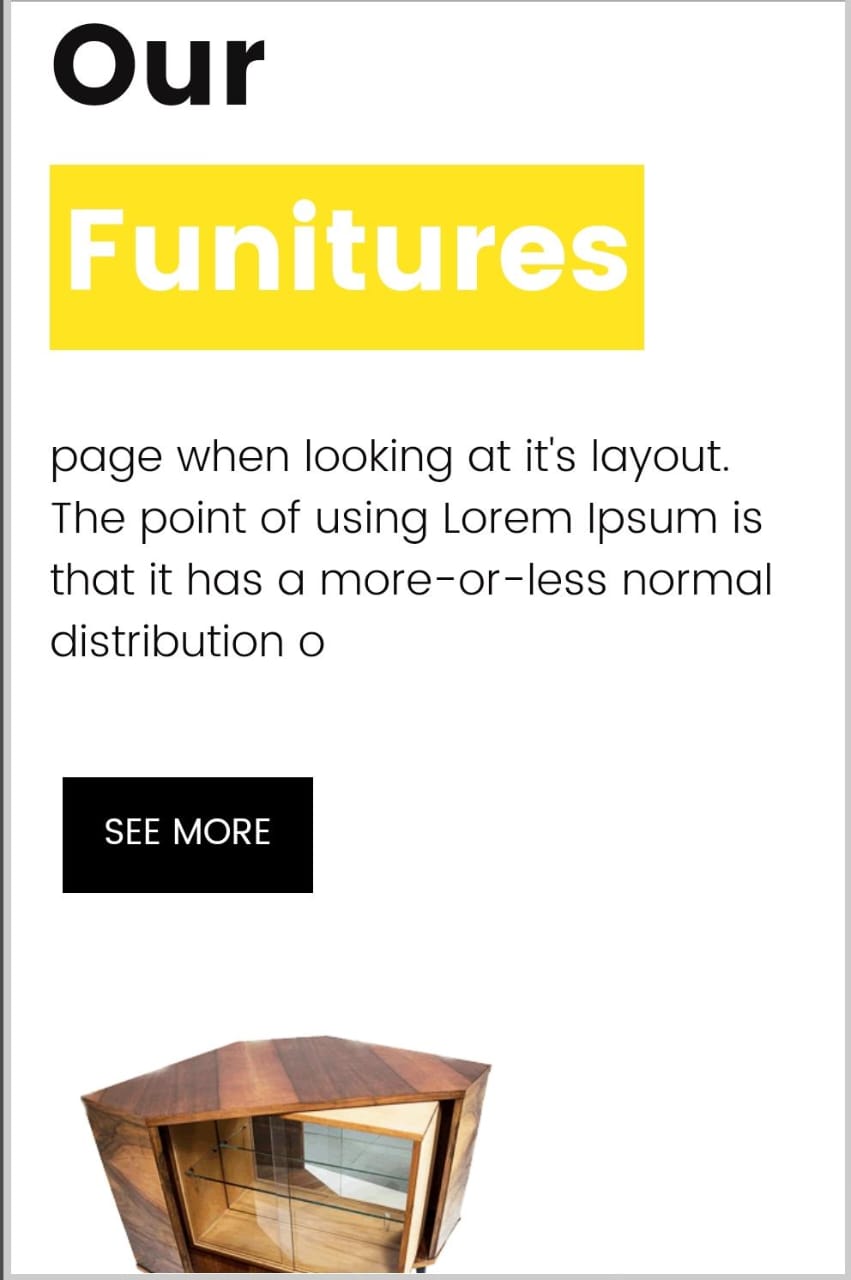 Our
Funitures
page when looking at it's layout.
The point of using Lorem Ipsum is
that it has a more-or-less normal
distribution o
SEE MORE